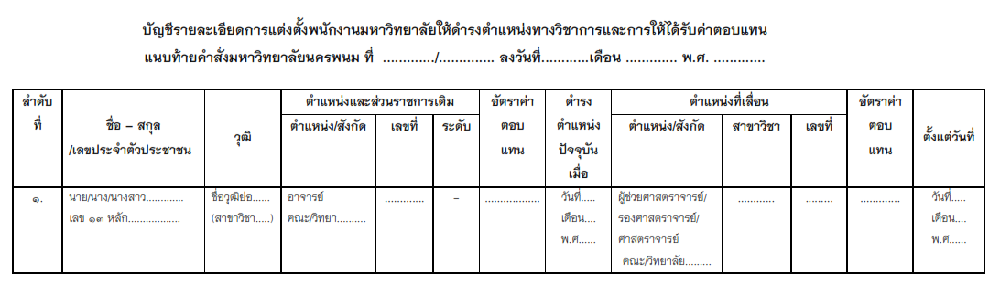 บัญชีรายละเอียดการแต่งตั้งพนักงานมหาวิทยาลัยให้ดำรงตำแหน่งทางวิชาการและการให้ได้รับค่าตอบแทน
แนบท้ายคำสั่งมหาวิทยาลัยนครพนม ที่ ............./.............. ลงวันที่............เดือน ............. พ.ศ. .............
ลำดับ
ที่
ชื่อ – สกุล
/เลขประจำตัวประชาชน
วุฒิ
ตำแหน่งและส่วนราชการเดิม
ตำแหน่ง/สังกัด
เลขที่
ระดับ
อัตราค่า
ตอบ
แทน
ดำรง
ตำแหน่ง
ปัจจุบัน
เมื่อ
ตำแหน่งที่เลื่อน
ตำแหน่ง/สังกัด
สาขาวิชา
เลขที่
อัตราค่า
ตอบ
แทน
ตั้งแต่วันที่
๑.
นาย/นาง/นางสาว.............
เลข ๑๓ หลัก..................
ชื่อวุฒิย่อ......
(สาขาวิชา.....)
อาจารย์
คณะ/วิทยา..........
.............
–
..................
วันที่.....
เดือน....
พ.ศ......
ผู้ช่วยศาสตราจารย์/
รองศาสตราจารย์/
ศาสตราจารย์
คณะ/วิทยาลัย.........
............
.........
.............
วันที่.....
เดือน....
พ.ศ......